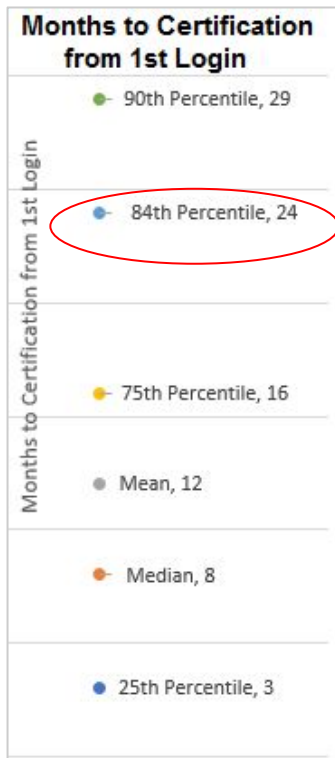 Months to Certification
from 1st Login
Months to Certification from 1st Login
90th Percentile, 29
84th Percentile, 24
75th Percentile, 16
Mean, 12
Median, 8
25th Percentile, 3